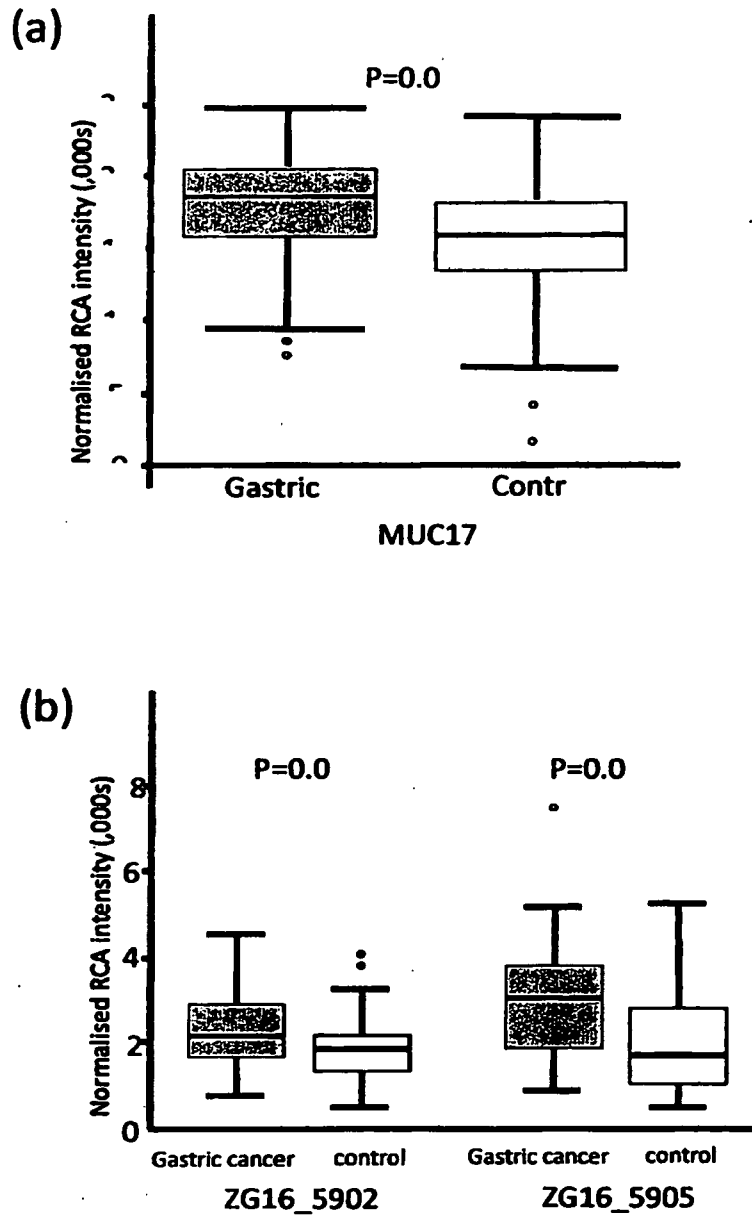 (a)
P=0.0
Normalised RCA intensity (,000s)
Gastric Contr
MUC17
(b)
P=0.0 P=0.0
Normalised RCA intensity (,000s)
8
6
4
2
0
Gastric cancer control Gastric cancer control
ZG16_5902 ZG16_5905